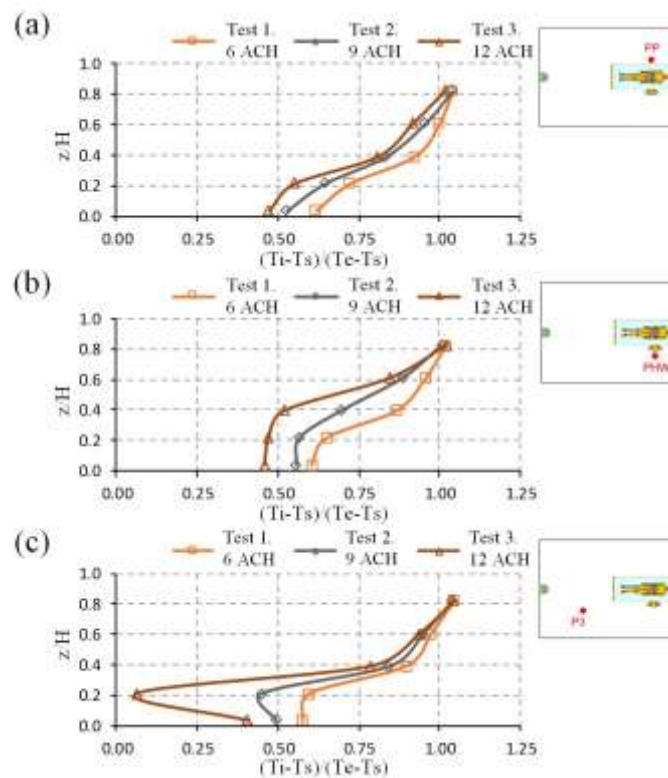 (a)
Test 1. Test 2. Test 3.
6 ACH 9 ACH 12 ACH
PP
1.0
0.8
0.6
0.4
0.2
0.0
z/H
0.00 0.25 0.50 0.75 1.00 1.25
(Ti-Ts)/(Te-Ts)
(b)
Test 1. Test 2. Test 3.
6 ACH 9 ACH 12 ACH
PHW
1.0
0.8
0.6
0.4
0.2
0.0
z/H
0.00 0.25 0.50 0.75 1.00 1.25
(Ti-Ts)/(Te-Ts)
(c)
Test 1. Test 2. Test 3.
6 ACH 9 ACH 12 ACH
P3
1.0
0.8
0.6
0.4
0.2
0.0
z/H
0.00 0.25 0.50 0.75 1.00 1.25
(Ti-Ts)/(Te-Ts)